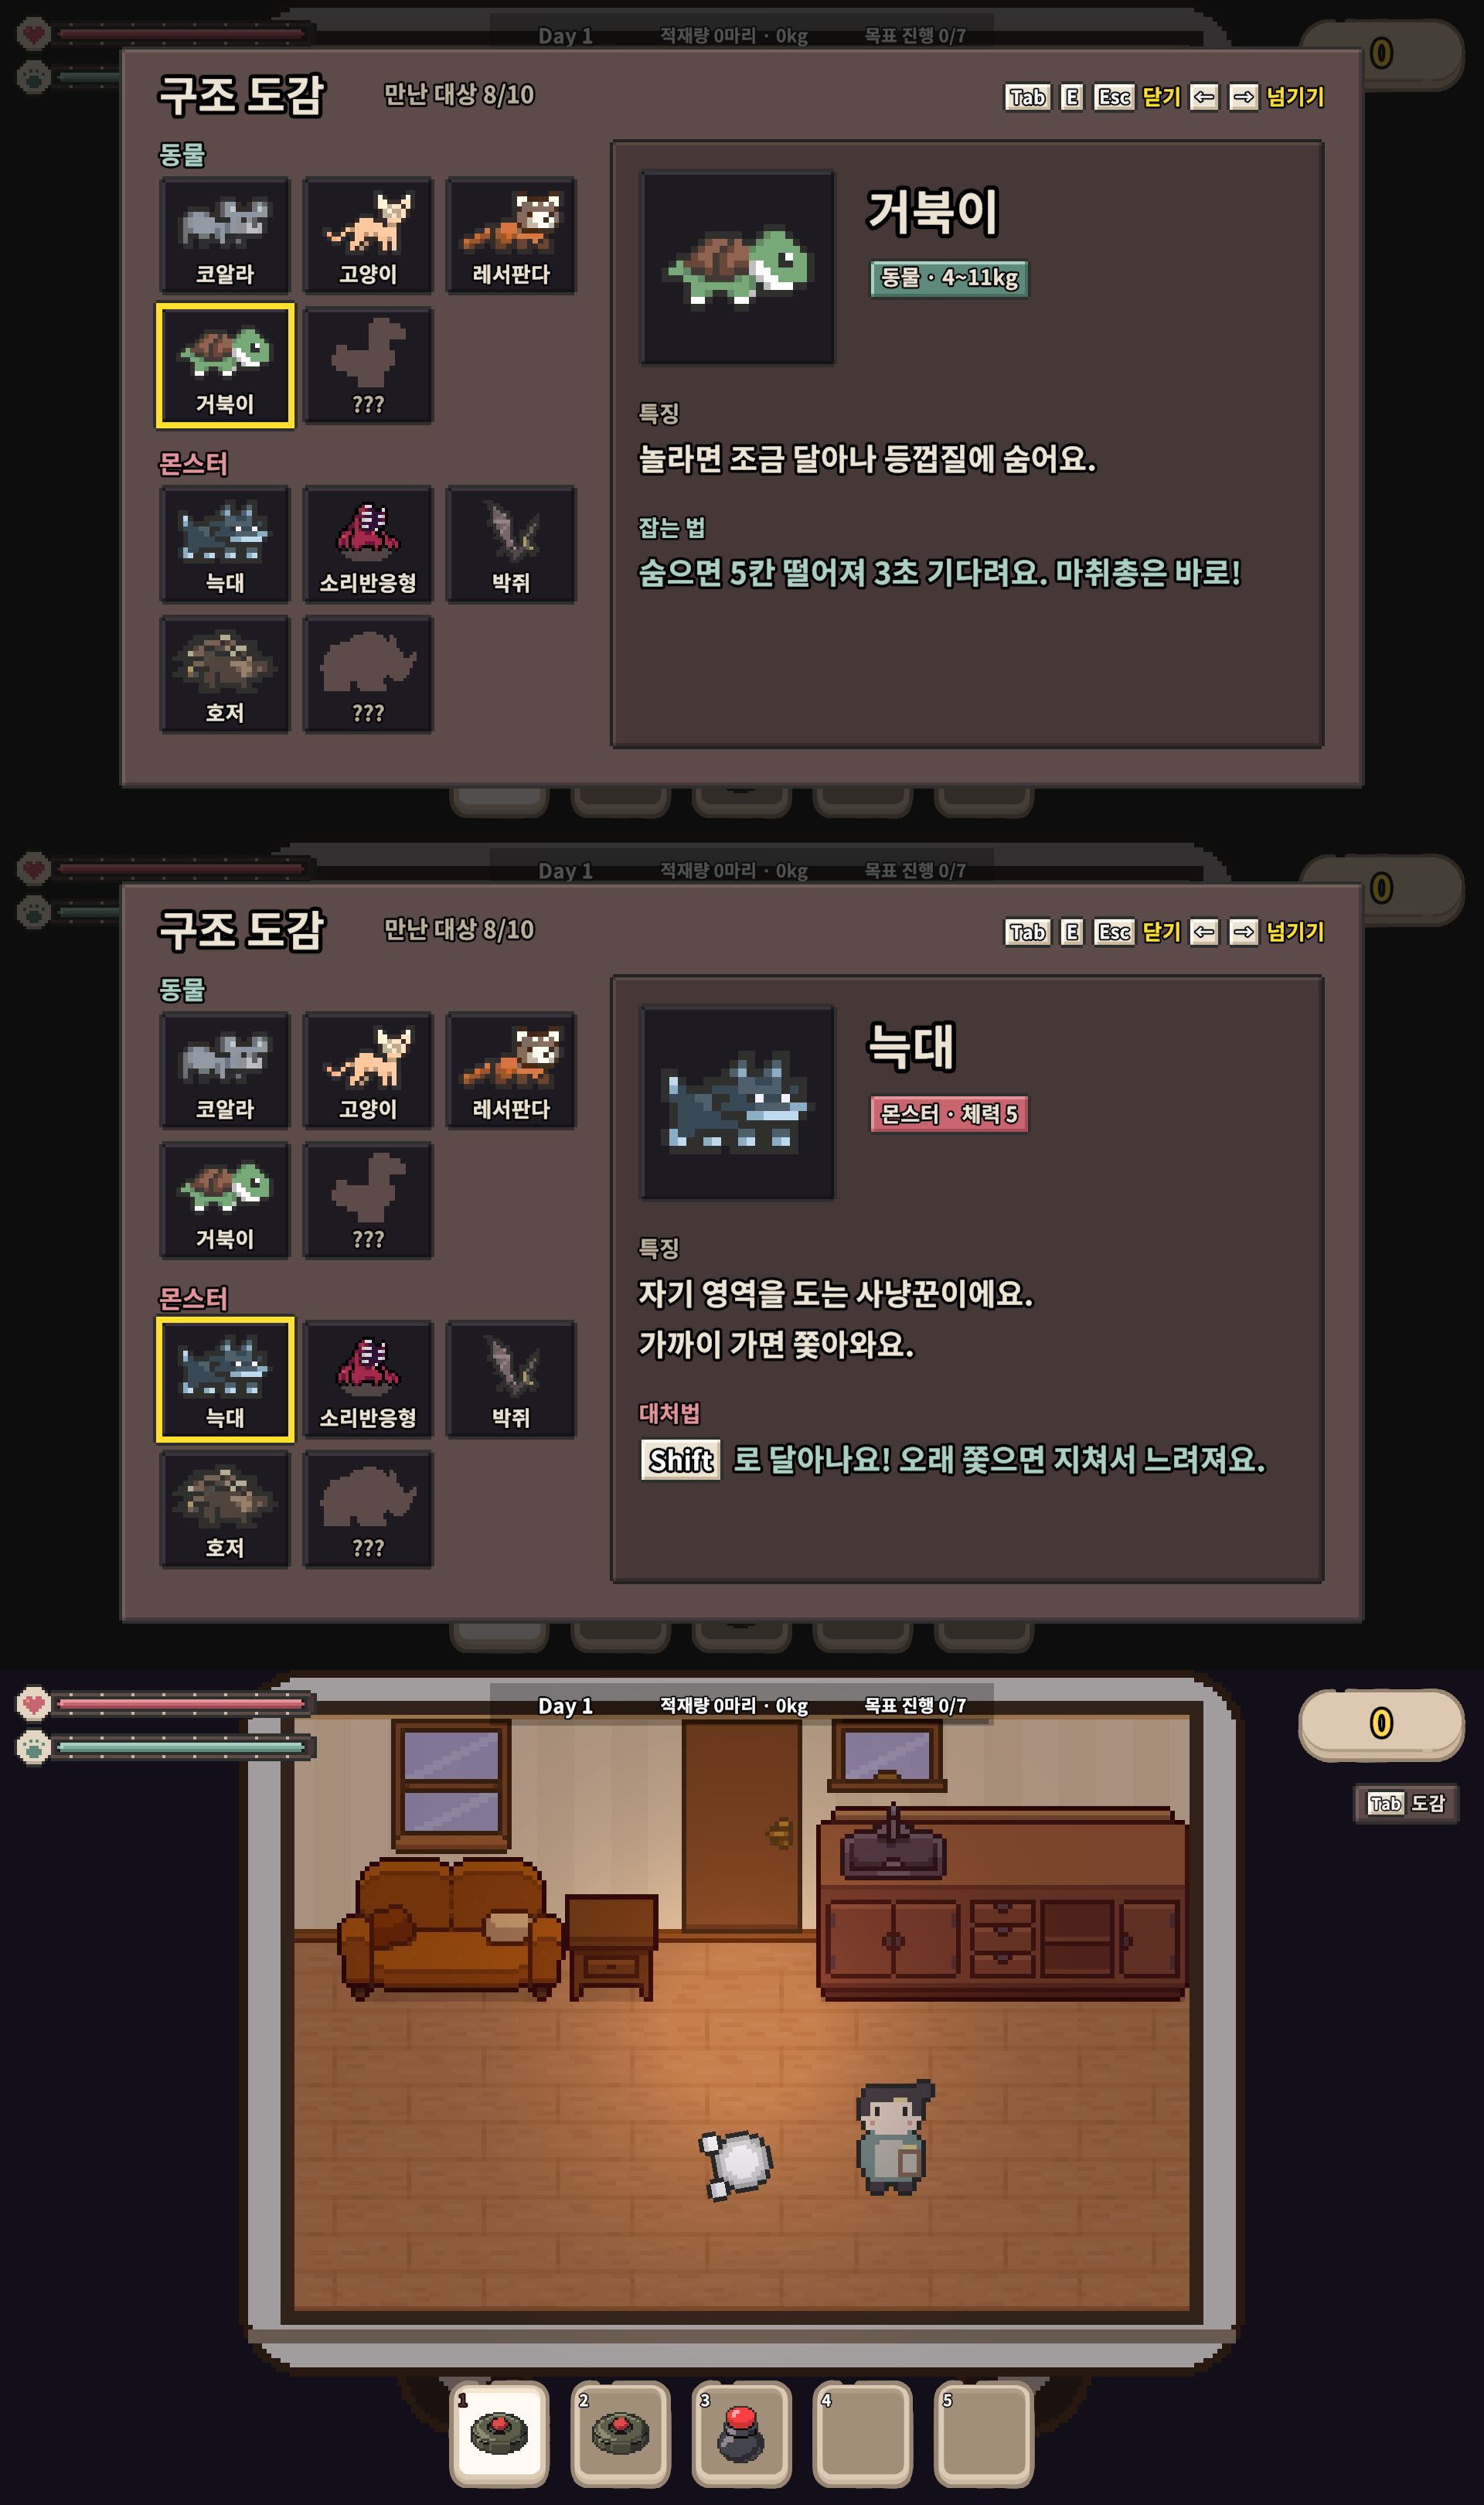 Day 1 적재량 0마리 · 0kg 목표 진행 0/7
0
구조 도감 만난 대상 8/10 Tab E Esc 닫기 ← → 넘기기
동물
코알라 고양이 레서판다
거북이 ???
몬스터
늑대 소리반응형 박쥐
호저 ???
거북이
동물 · 4~11kg
특징
놀라면 조금 달아나 등껍질에 숨어요.
잡는 법
숨으면 5칸 떨어져 3초 기다려요. 마취총은 바로!
Day 1 적재량 0마리 · 0kg 목표 진행 0/7
0
구조 도감 만난 대상 8/10 Tab E Esc 닫기 ← → 넘기기
동물
코알라 고양이 레서판다
거북이 ???
몬스터
늑대 소리반응형 박쥐
호저 ???
늑대
몬스터 · 체력 5
특징
자기 영역을 도는 사냥꾼이에요.
가까이 가면 쫓아와요.
대처법
Shift 로 달아나요! 오래 쫓으면 지쳐서 느려져요.
Day 1 적재량 0마리 · 0kg 목표 진행 0/7
0
Tab 도감
1 2 3 4 5